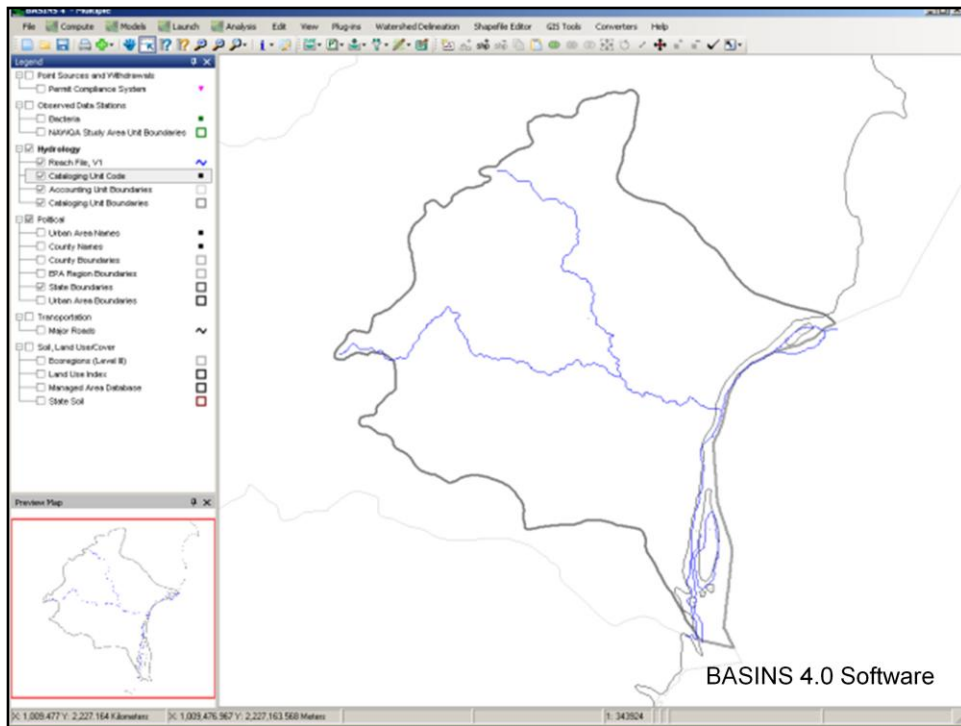 BASINS 4 - Multiple
File Compute Models Launch Analysis Edit View Plug-ins Watershed Delineation Shapefile Editor GIS Tools Converters Help
Legend
Point Sources and Withdrawals
Permit Compliance System
Observed Data Stations
Bacteria
NAWQA Study Area Unit Boundaries
Hydrology
Reach File, V1
Cataloging Unit Code
Accounting Unit Boundaries
Cataloging Unit Boundaries
Political
Urban Area Names
County Names
County Boundaries
EPA Region Boundaries
State Boundaries
Urban Area Boundaries
Transportation
Major Roads
Soil, Land Use/Cover
Ecoregions (Level III)
Land Use Index
Managed Area Database
State Soil
Preview Map
BASINS 4.0 Software
X: 1,009.477 Y: 2,227.164 Kilometers X: 1,009,476.967 Y: 2,227,163.568 Meters 1: 343924